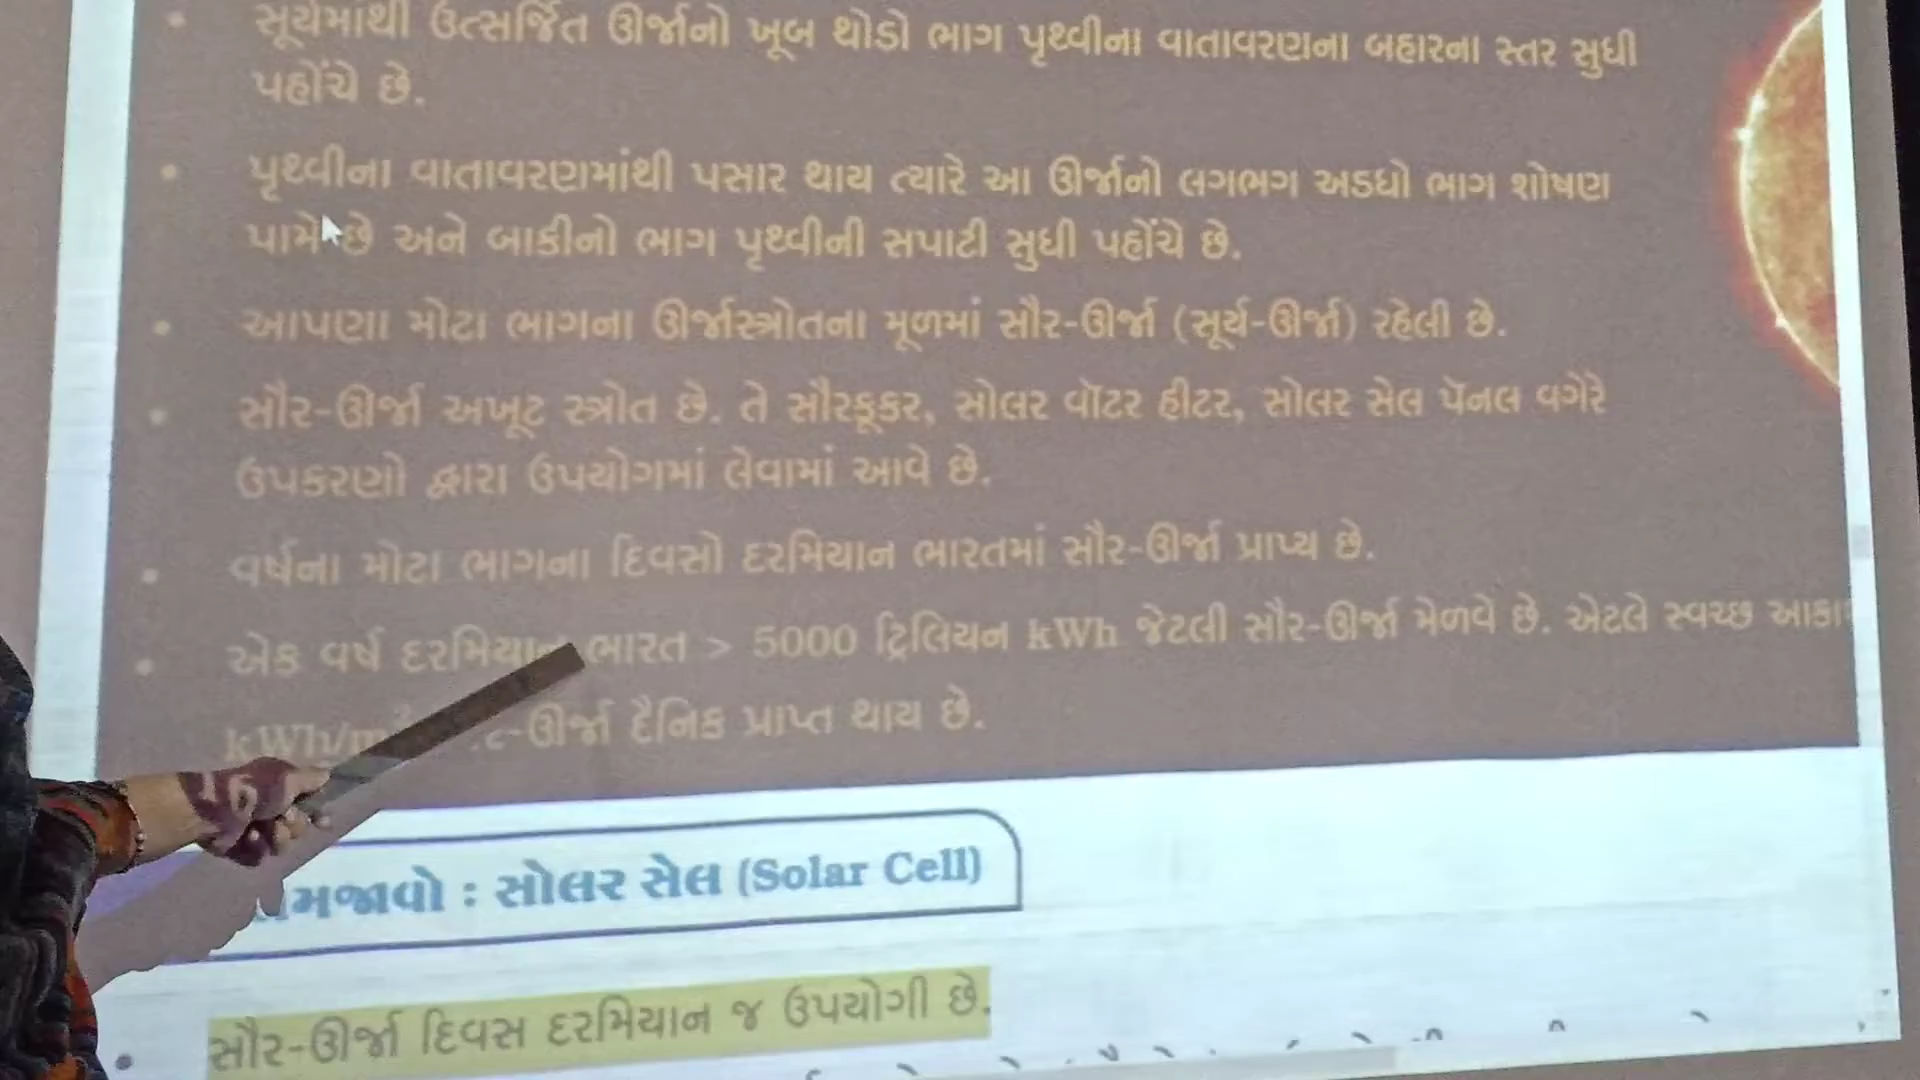 • સૂર્યમાંથી ઉત્સર્જિત ઊર્જાનો ખૂબ થોડો ભાગ પૃથ્વીના વાતાવરણના બહારના સ્તર સુધી
પહોંચે છે.
• પૃથ્વીના વાતાવરણમાંથી પસાર થાય ત્યારે આ ઊર્જાનો લગભગ અડધો ભાગ શોષણ
પામે છે અને બાકીનો ભાગ પૃથ્વીની સપાટી સુધી પહોંચે છે.
• આપણા મોટા ભાગના ઊર્જાસ્ત્રોતના મૂળમાં સૌર-ઊર્જા (સૂર્ય-ઊર્જા) રહેલી છે.
• સૌર-ઊર્જા અખૂટ સ્ત્રોત છે. તે સૌરકૂકર, સોલર વૉટર હીટર, સોલર સેલ પૅનલ વગેરે
ઉપકરણો દ્વારા ઉપયોગમાં લેવામાં આવે છે.
• વર્ષના મોટા ભાગના દિવસો દરમિયાન ભારતમાં સૌર-ઊર્જા પ્રાપ્ય છે.
• એક વર્ષ દરમિયાન ભારત > 5000 ટ્રિલિયન kWh જેટલી સૌર-ઊર્જા મેળવે છે. એટલે સ્વચ્છ
kWh/m² -ઊર્જા દૈનિક પ્રાપ્ત થાય છે.
મજાવો : સોલર સેલ (Solar Cell)
• સૌર-ઊર્જા દિવસ દરમિયાન જ ઉપયોગી છે.